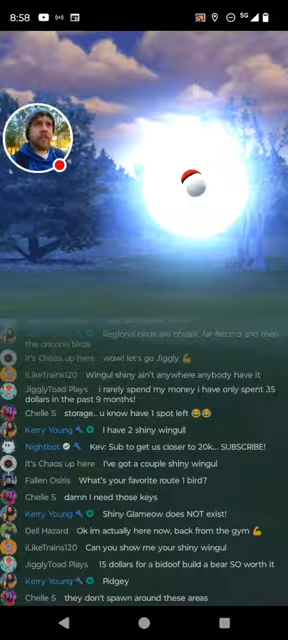 8:58
5G
Regional birds are chatot, far fetch'd and then
the oricorio birds
It's Chaos up here wow! let's go Jiggly 💪
iLikeTrains120 Wingul shiny ain't anywhere anybody have it
JigglyToad Plays i rarely spend my money i have only spent 35
dollars in the past 9 months!
Chelle S storage.. u know have 1 spot left 😂😂
Kerry Young I have 2 shiny wingull
Nightbot Kev: Sub to get us closer to 20k... SUBSCRIBE!
It's Chaos up here I've got a couple shiny wingul
Fallen Osiris What's your favorite route 1 bird?
Chelle S damn I need those keys
Kerry Young Shiny Glameow does NOT exist!
Dell Hazard Ok im actually here now, back from the gym 💪
iLikeTrains120 Can you show me your shiny wingul
JigglyToad Plays 15 dollars for a bidoof build a bear SO worth it
Kerry Young Pidgey
Chelle S they don't spawn around these areas